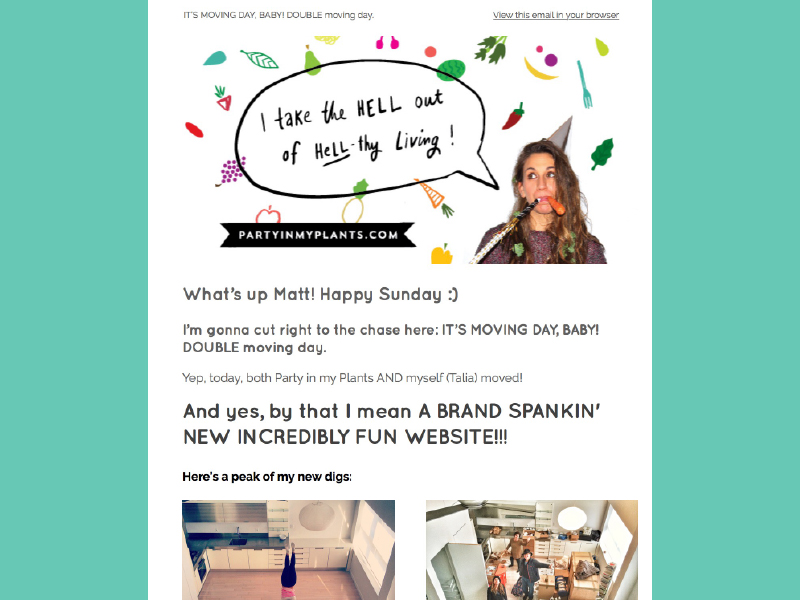 IT'S MOVING DAY, BABY! DOUBLE moving day.
View this email in your browser
I take the HELL out
of HeLL-thy Living!
PARTYINMYPLANTS.COM
What's up Matt! Happy Sunday :)
I'm gonna cut right to the chase here: IT'S MOVING DAY, BABY!
DOUBLE moving day.
Yep, today, both Party in my Plants AND myself (Talia) moved!
And yes, by that I mean A BRAND SPANKIN'
NEW INCREDIBLY FUN WEBSITE!!!
Here's a peak of my new digs: